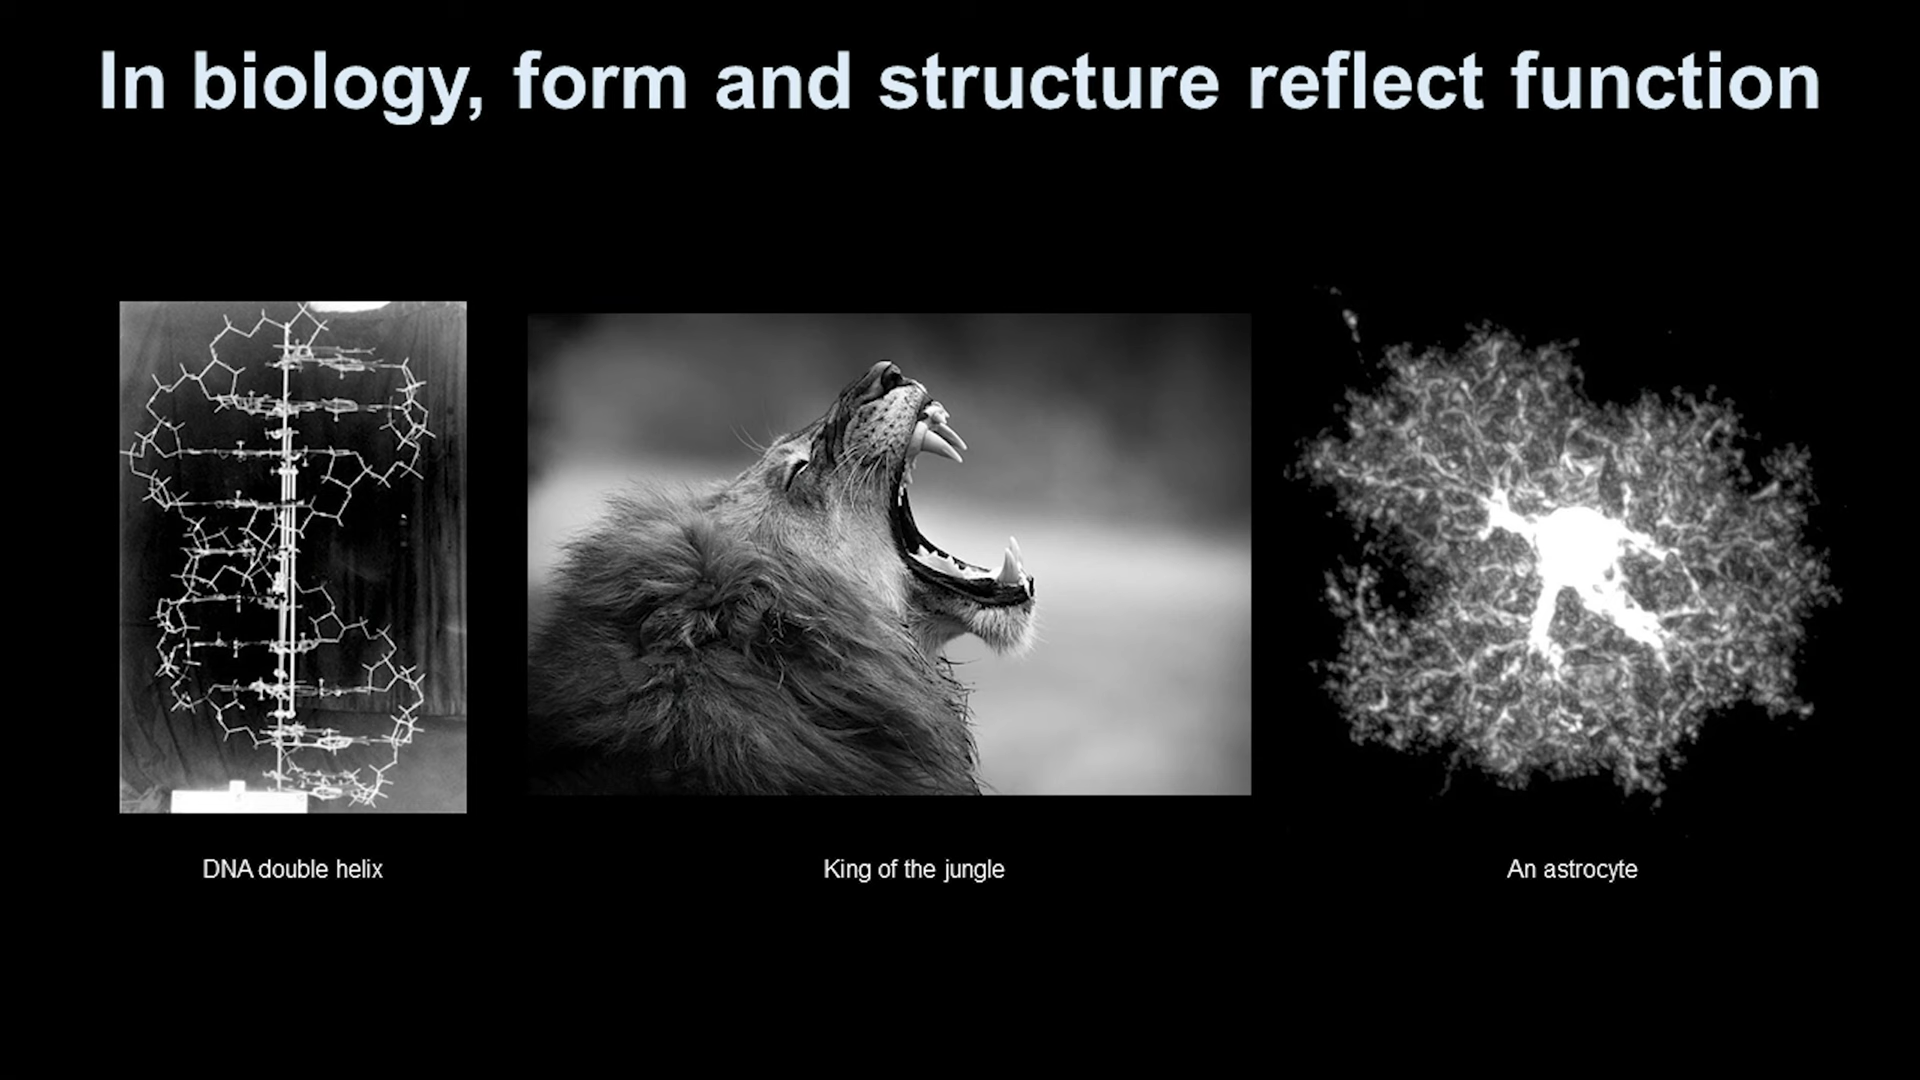 In biology, form and structure reflect function
DNA double helix
King of the jungle
An astrocyte